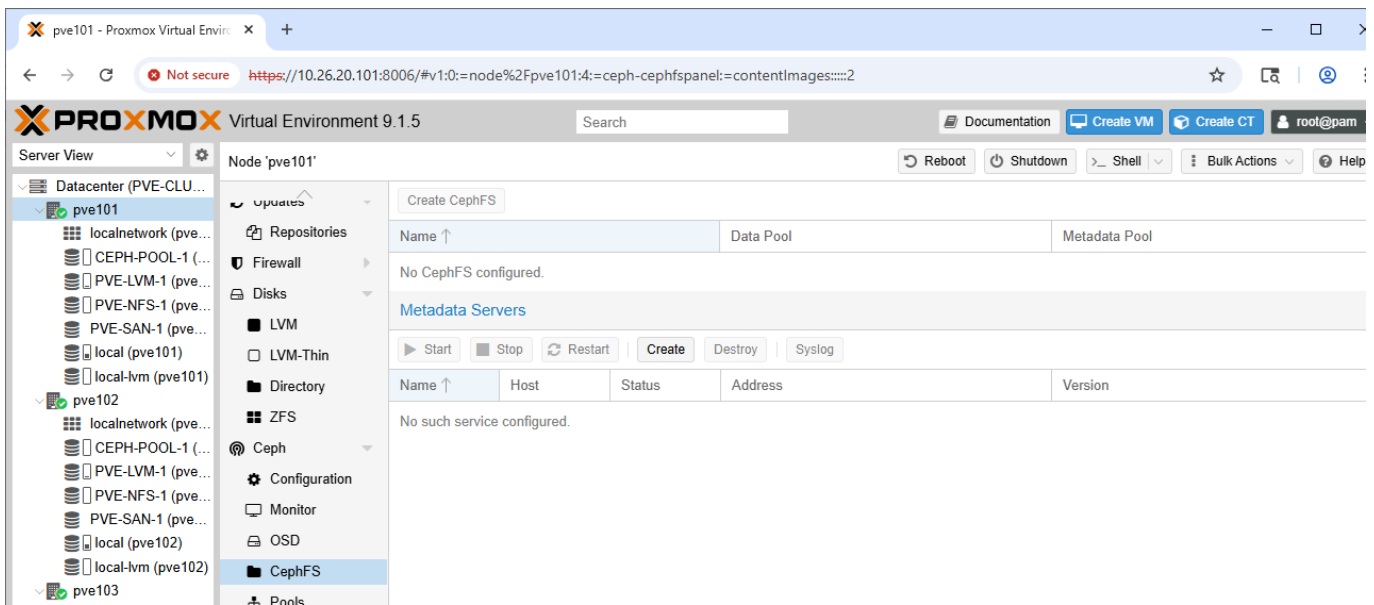 pve101 - Proxmox Virtual Envir
Not secure https://10.26.20.101:8006/#v1:0:=node%2Fpve101:4:=ceph-cephfspanel:=contentImages:::::2
PROXMOX Virtual Environment 9.1.5 Search Documentation Create VM Create CT root@pam
Server View Node 'pve101' Reboot Shutdown >_ Shell Bulk Actions Help
Datacenter (PVE-CLU...
pve101
localnetwork (pve...
CEPH-POOL-1 (...
PVE-LVM-1 (pve...
PVE-NFS-1 (pve...
PVE-SAN-1 (pve...
local (pve101)
local-lvm (pve101)
pve102
localnetwork (pve...
CEPH-POOL-1 (...
PVE-LVM-1 (pve...
PVE-NFS-1 (pve...
PVE-SAN-1 (pve...
local (pve102)
local-lvm (pve102)
pve103
Updates
Repositories
Firewall
Disks
LVM
LVM-Thin
Directory
ZFS
Ceph
Configuration
Monitor
OSD
CephFS
Pools
Create CephFS
Name Data Pool Metadata Pool
No CephFS configured.
Metadata Servers
Start Stop Restart Create Destroy Syslog
Name Host Status Address Version
No such service configured.